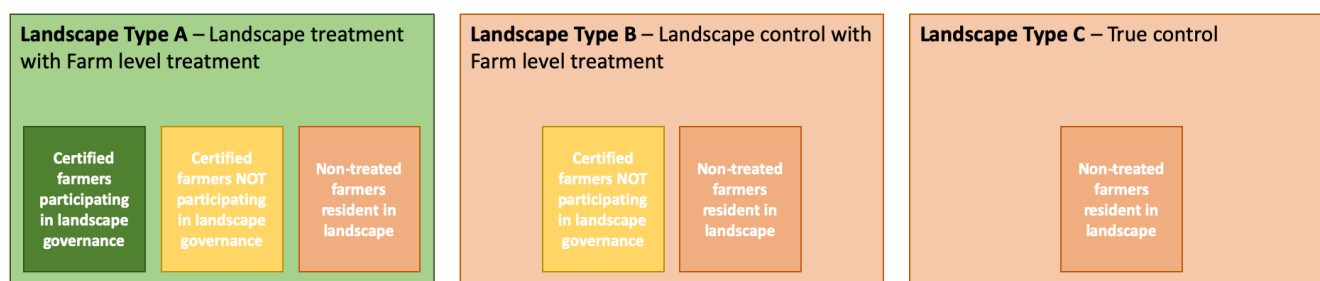 Landscape Type A – Landscape treatment
with Farm level treatment
Certified
farmers
participating
in landscape
governance
Certified
farmers NOT
participating
in landscape
governance
Non-treated
farmers
resident in
landscape
Landscape Type B – Landscape control with
Farm level treatment
Certified
farmers NOT
participating
in landscape
governance
Non-treated
farmers
resident in
landscape
Landscape Type C – True control
Non-treated
farmers
resident in
landscape